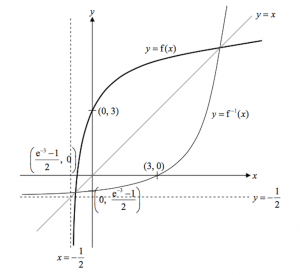 y
y = x
y = f(x)
(0, 3)
y = f⁻¹(x)
(e⁻³−1/2, 0)
(3, 0)
x
(0, e⁻³−1/2)
y = −1/2
x = −1/2